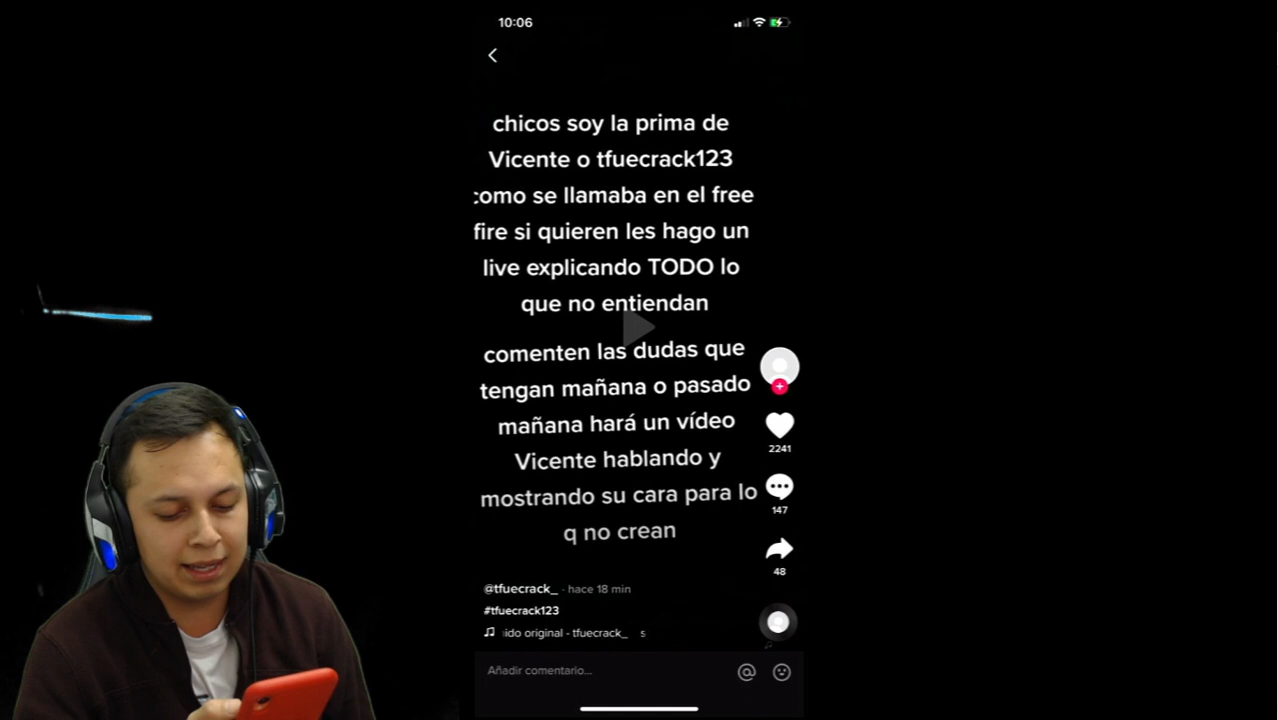 10:06
chicos soy la prima de
Vicente o tfuecrack123
como se llamaba en el free
fire si quieren les hago un
live explicando TODO lo
que no entiendan
comenten las dudas que
tengan mañana o pasado
mañana hará un vídeo
Vicente hablando y
mostrando su cara para lo
q no crean
2241
147
48
@tfuecrack_ · hace 18 min
#tfuecrack123
ido original - tfuecrack_ s
Añadir comentario...